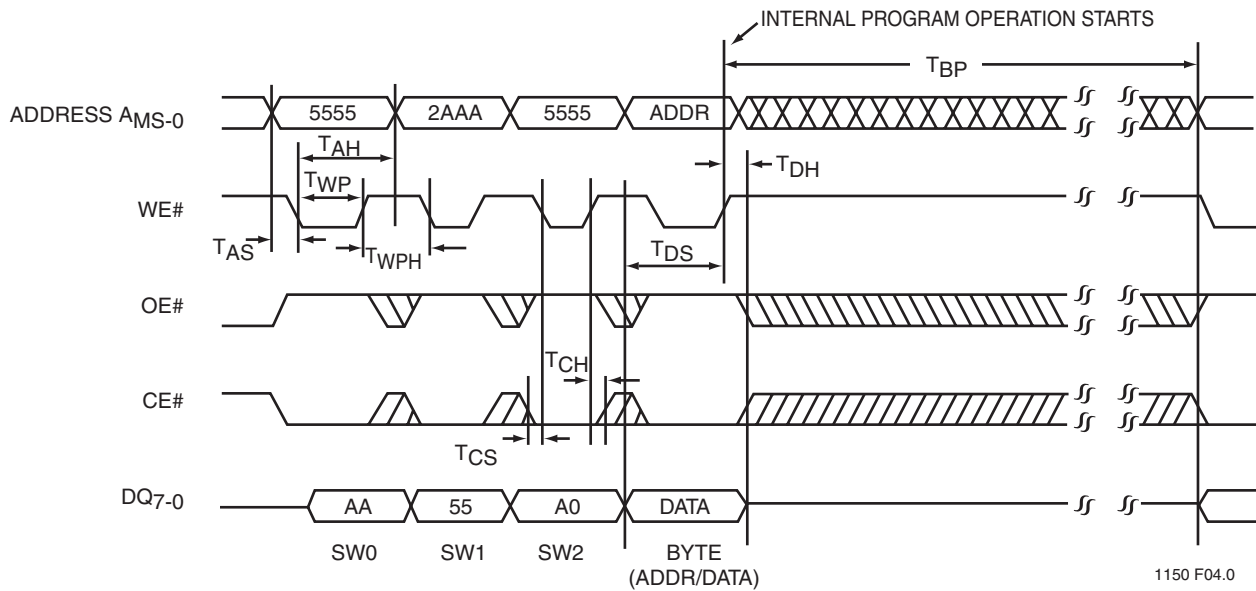 INTERNAL PROGRAM OPERATION STARTS
TBP
ADDRESS AMS-0
5555
2AAA
5555
ADDR
TAH
TDH
TWP
WE#
TAS
TWPH
TDS
OE#
TCH
CE#
TCS
DQ7-0
AA
55
A0
DATA
SW0
SW1
SW2
BYTE
(ADDR/DATA)
1150 F04.0